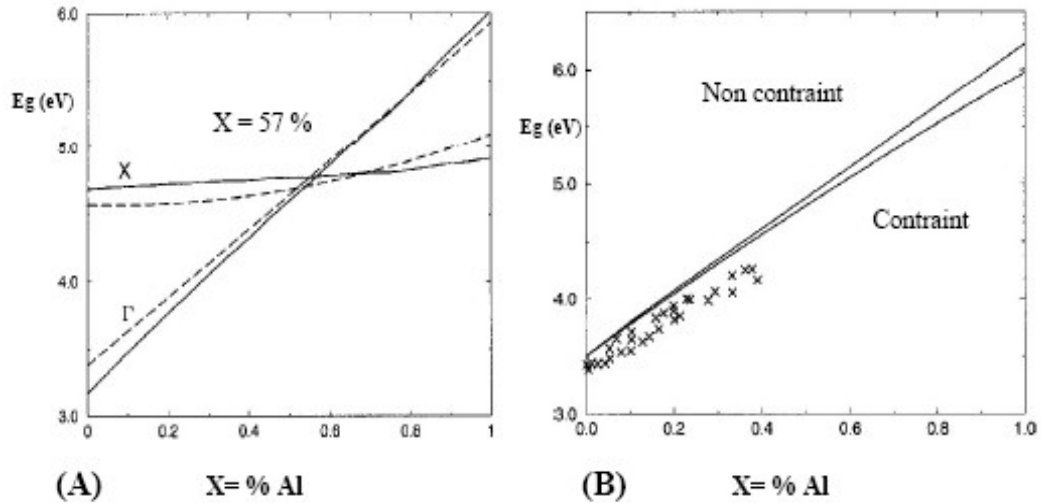 6.0
Eg (eV)
X = 57 %
5.0
X
4.0
Γ
3.0
0 0.2 0.4 0.6 0.8 1
(A) X= % Al
6.0
Non contraint
Eg (eV)
5.0
Contraint
4.0
3.0
0.0 0.2 0.4 0.6 0.8 1.0
(B) X= % Al